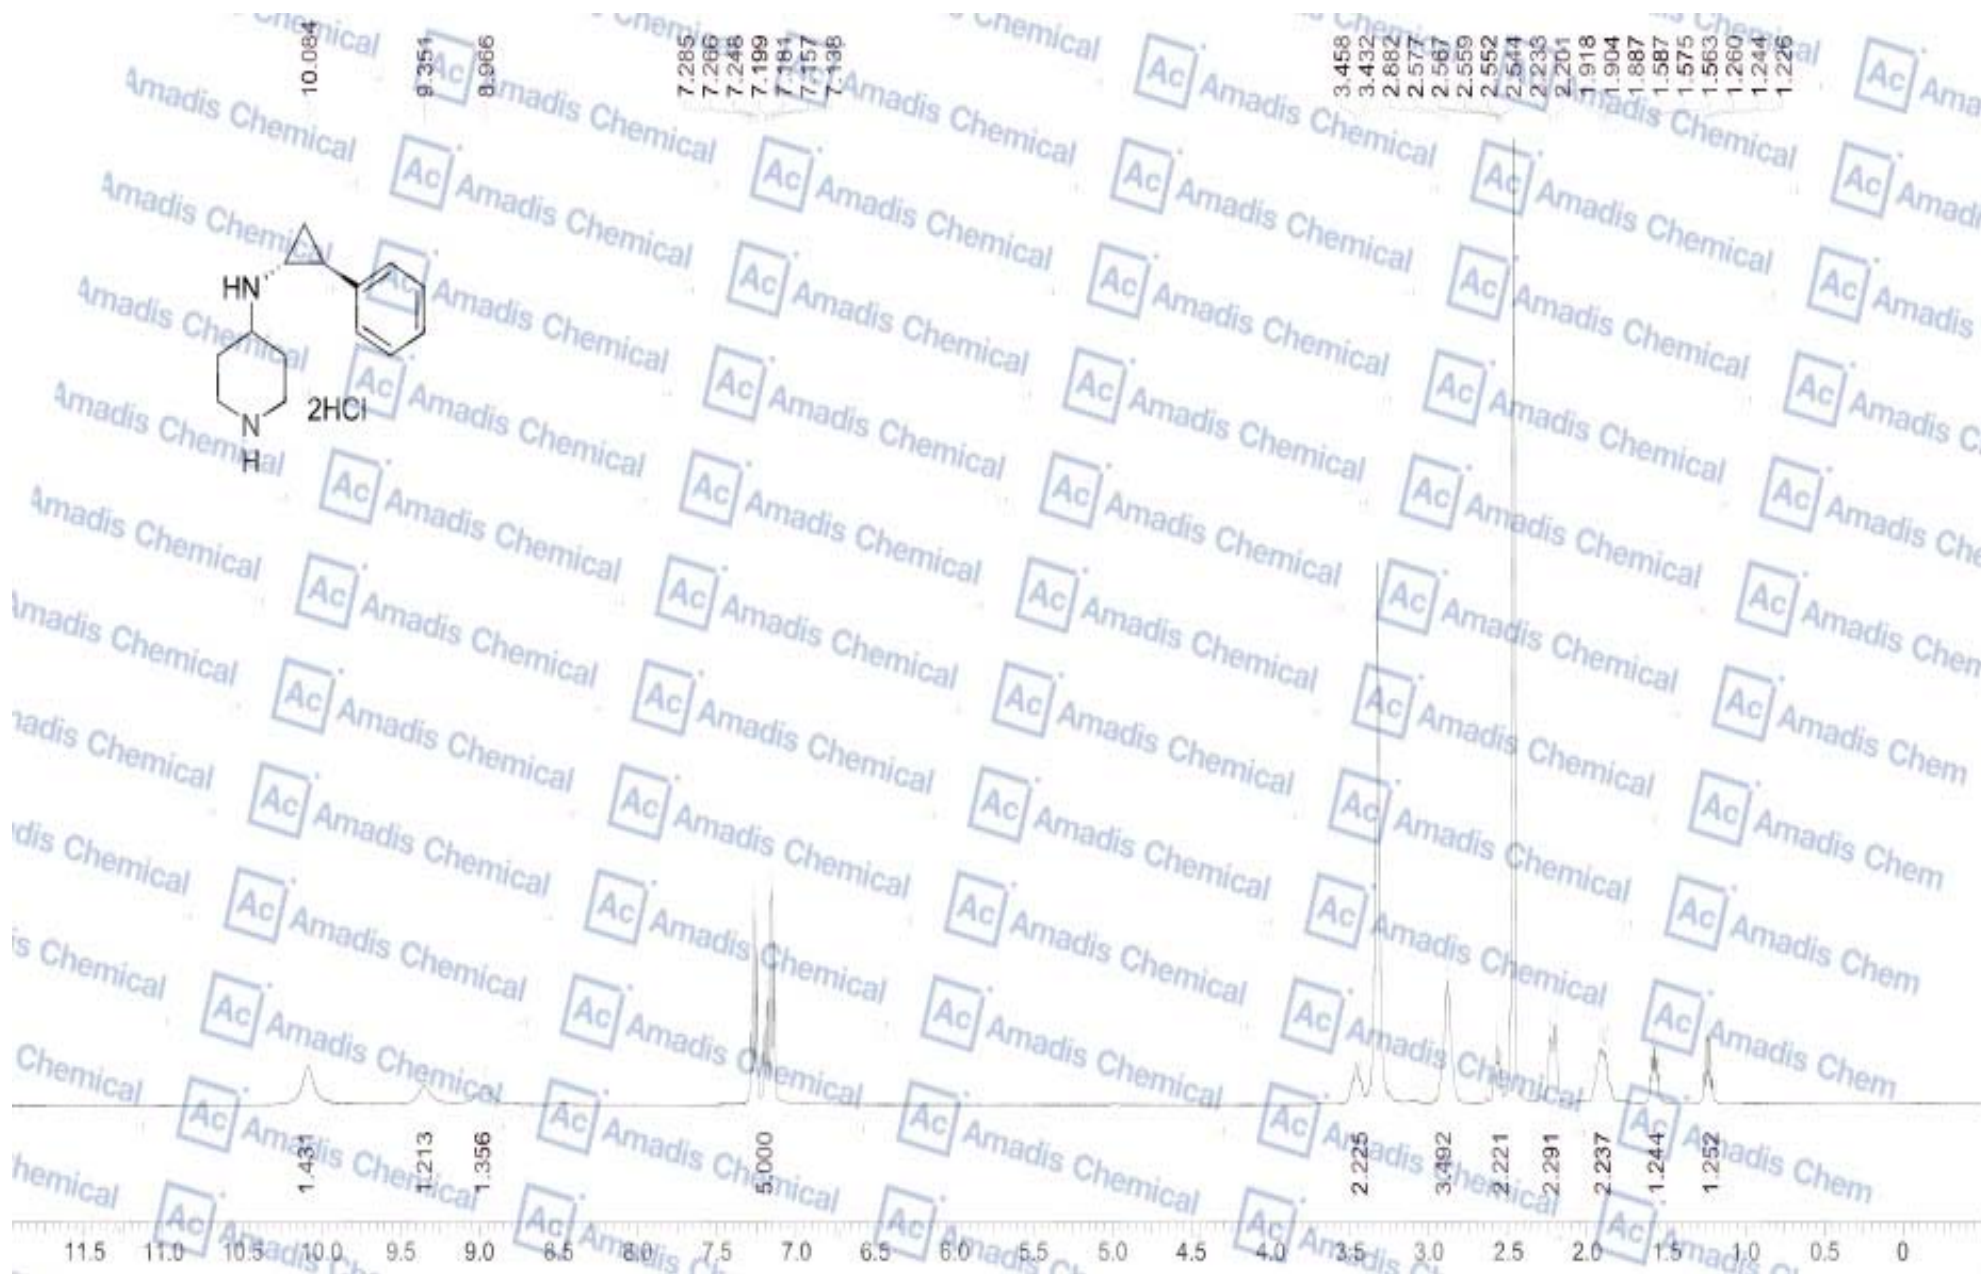 10.084 9.351 8.966 7.285 7.266 7.248 7.199 7.181 7.157 7.138 3.458 3.432 2.882 2.577 2.567 2.559 2.552 2.544 2.233 2.201 1.918 1.904 1.887 1.587 1.575 1.563 1.260 1.244 1.226
Ac Amadis Chemical
HN
N
H
2HCl
1.431 1.213 1.356 5.000 2.225 3.492 2.221 2.291 2.237 1.244 1.252
11.5 11.0 10.5 10.0 9.5 9.0 8.5 8.0 7.5 7.0 6.5 6.0 5.5 5.0 4.5 4.0 3.5 3.0 2.5 2.0 1.5 1.0 0.5 0